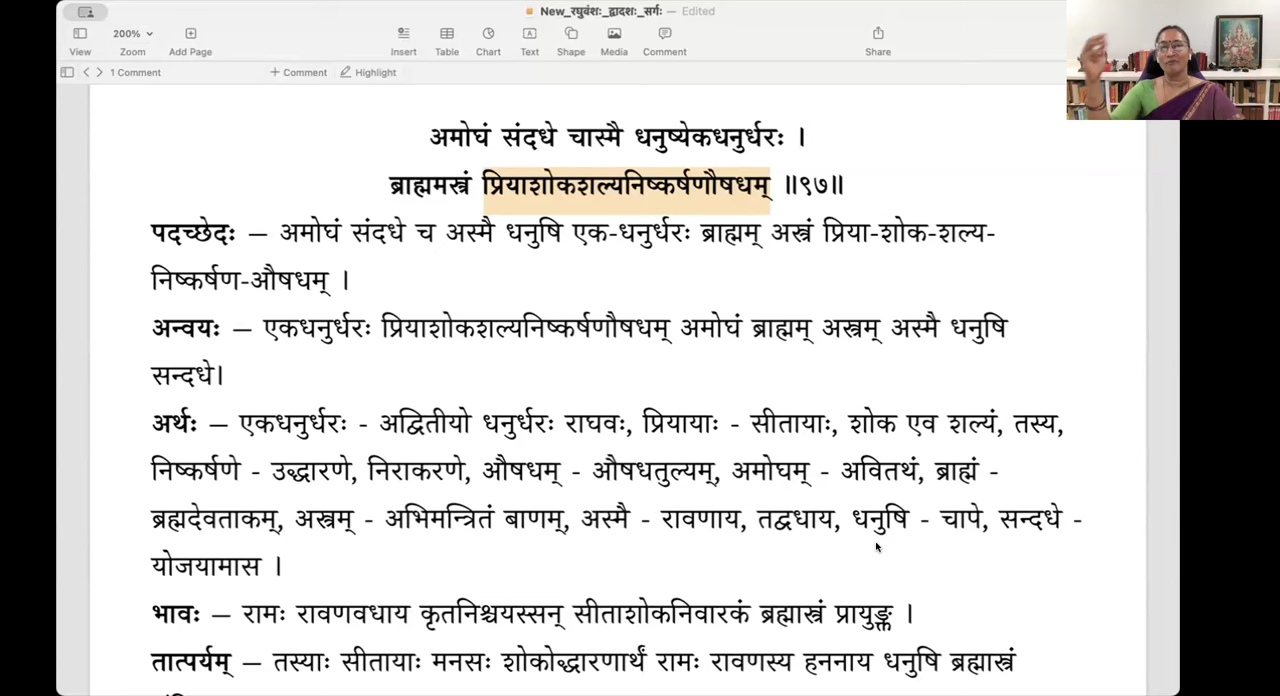 New_रघुवंशः_द्वादश_सर्गः — Edited
200%
View Zoom Add Page Insert Table Chart Text Shape Media Comment Share
1 Comment + Comment Highlight
अमोघं संदधे चास्मै धनुष्येकधनुर्धरः ।
ब्राह्ममस्त्रं प्रियाशोकशल्यनिष्कर्षणौषधम् ॥९७॥
पदच्छेदः – अमोघं संदधे च अस्मै धनुषि एक-धनुर्धरः ब्राह्मम् अस्त्रं प्रिया-शोक-शल्य-
निष्कर्षण-औषधम् ।
अन्वयः – एकधनुर्धरः प्रियाशोकशल्यनिष्कर्षणौषधम् अमोघं ब्राह्मम् अस्त्रम् अस्मै धनुषि
सन्दधे।
अर्थः – एकधनुर्धरः - अद्वितीयो धनुर्धरः राघवः, प्रियायाः - सीतायाः, शोक एव शल्यं, तस्य,
निष्कर्षणे - उद्धारणे, निराकरणे, औषधम् - औषधतुल्यम्, अमोघम् - अवितथं, ब्राह्मं -
ब्रह्मदेवताकम्, अस्त्रम् - अभिमन्त्रितं बाणम्, अस्मै - रावणाय, तद्वधाय, धनुषि - चापे, सन्दधे -
योजयामास ।
भावः – रामः रावणवधाय कृतनिश्चयस्सन् सीताशोकनिवारकं ब्रह्मास्त्रं प्रायुङ्क्त ।
तात्पर्यम् – तस्याः सीतायाः मनसः शोकोद्धारणार्थं रामः रावणस्य हननाय धनुषि ब्रह्मास्त्रं